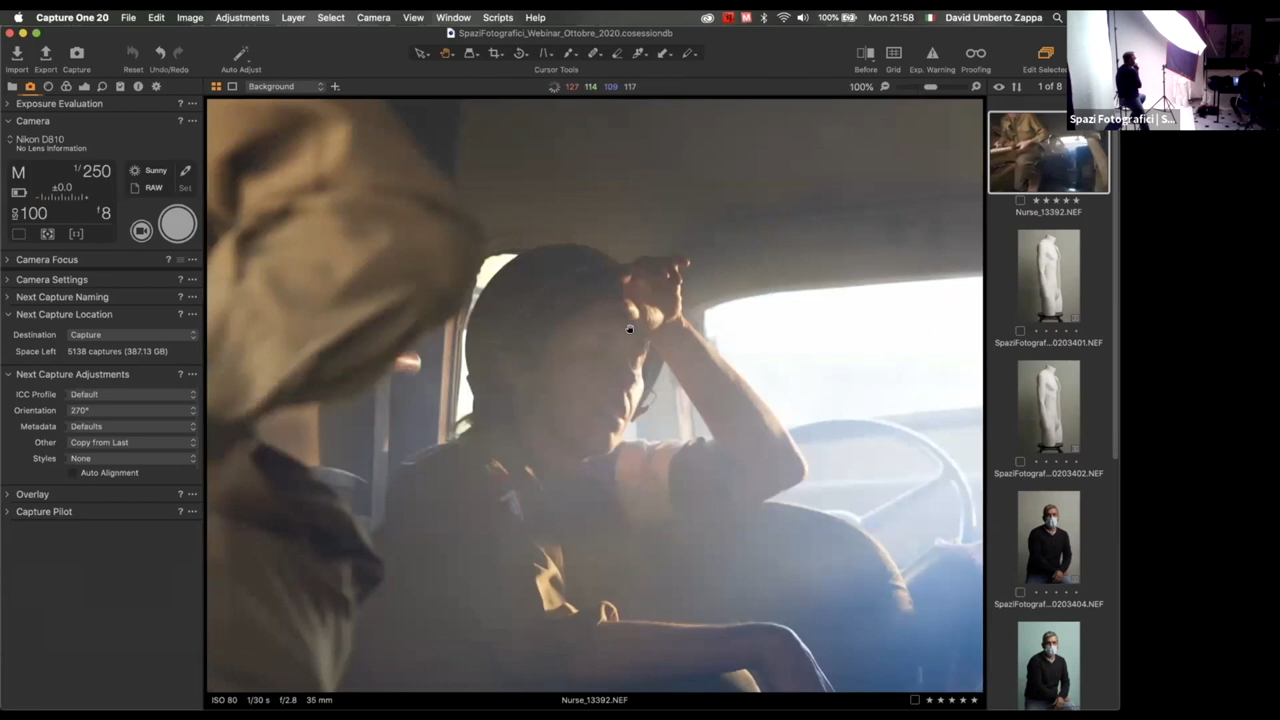 Capture One 20 File Edit Image Adjustments Layer Select Camera View Window Scripts Help 100% Mon 21:58 David Umberto Zappa
SpaziFotografici_Webinar_Ottobre_2020.cosessiondb
Import Export Capture Reset Undo/Redo Auto Adjust Cursor Tools Before Grid Exp. Warning Proofing Edit Selected
Spazi Fotografici | S...
Background 127 114 109 117 100% 1 of 8
Exposure Evaluation
Camera
Nikon D810
No Lens Information
M 1/250 Sunny
±0.0 RAW Set
ISO 100 f8
Camera Focus
Camera Settings
Next Capture Naming
Next Capture Location
Destination Capture
Space Left 5138 captures (387.13 GB)
Next Capture Adjustments
ICC Profile Default
Orientation 270°
Metadata Defaults
Other Copy from Last
Styles None
Auto Alignment
Overlay
Capture Pilot
Nurse_13392.NEF
SpaziFotograf...0203401.NEF
SpaziFotograf...0203402.NEF
SpaziFotograf...0203404.NEF
ISO 80 1/30 s f/2.8 35 mm Nurse_13392.NEF